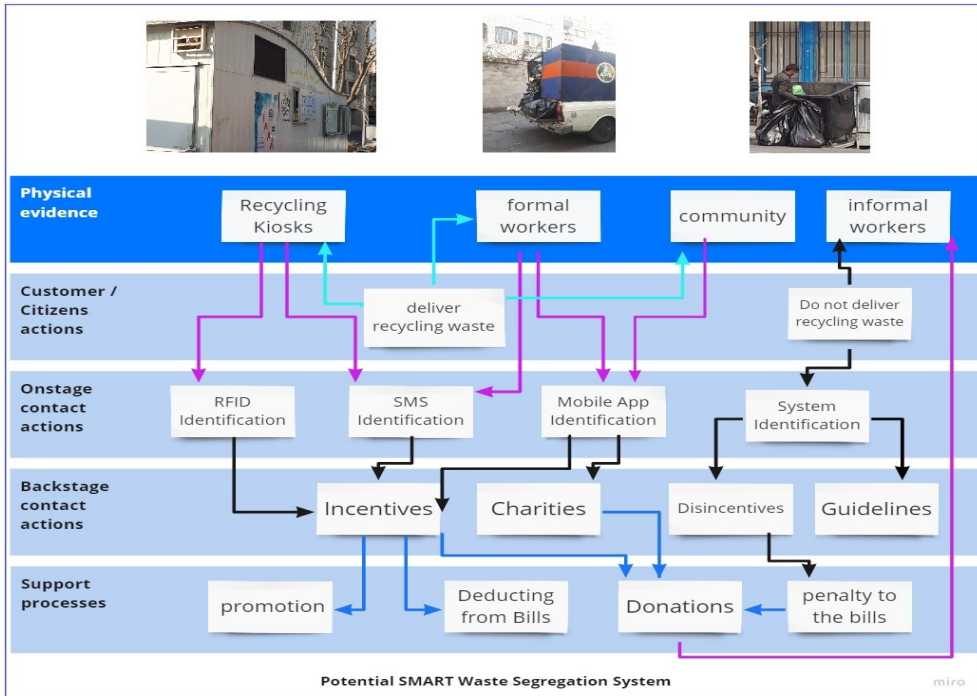 Physical
evidence
Recycling
Kiosks
formal
workers
community
informal
workers
Customer /
Citizens
actions
deliver
recycling waste
Do not deliver
recycling waste
Onstage
contact
actions
RFID
Identification
SMS
Identification
Mobile App
Identification
System
Identification
Backstage
contact
actions
Incentives
Charities
Disincentives
Guidelines
Support
processes
promotion
Deducting
from Bills
Donations
penalty to
the bills
Potential SMART Waste Segregation System
miro